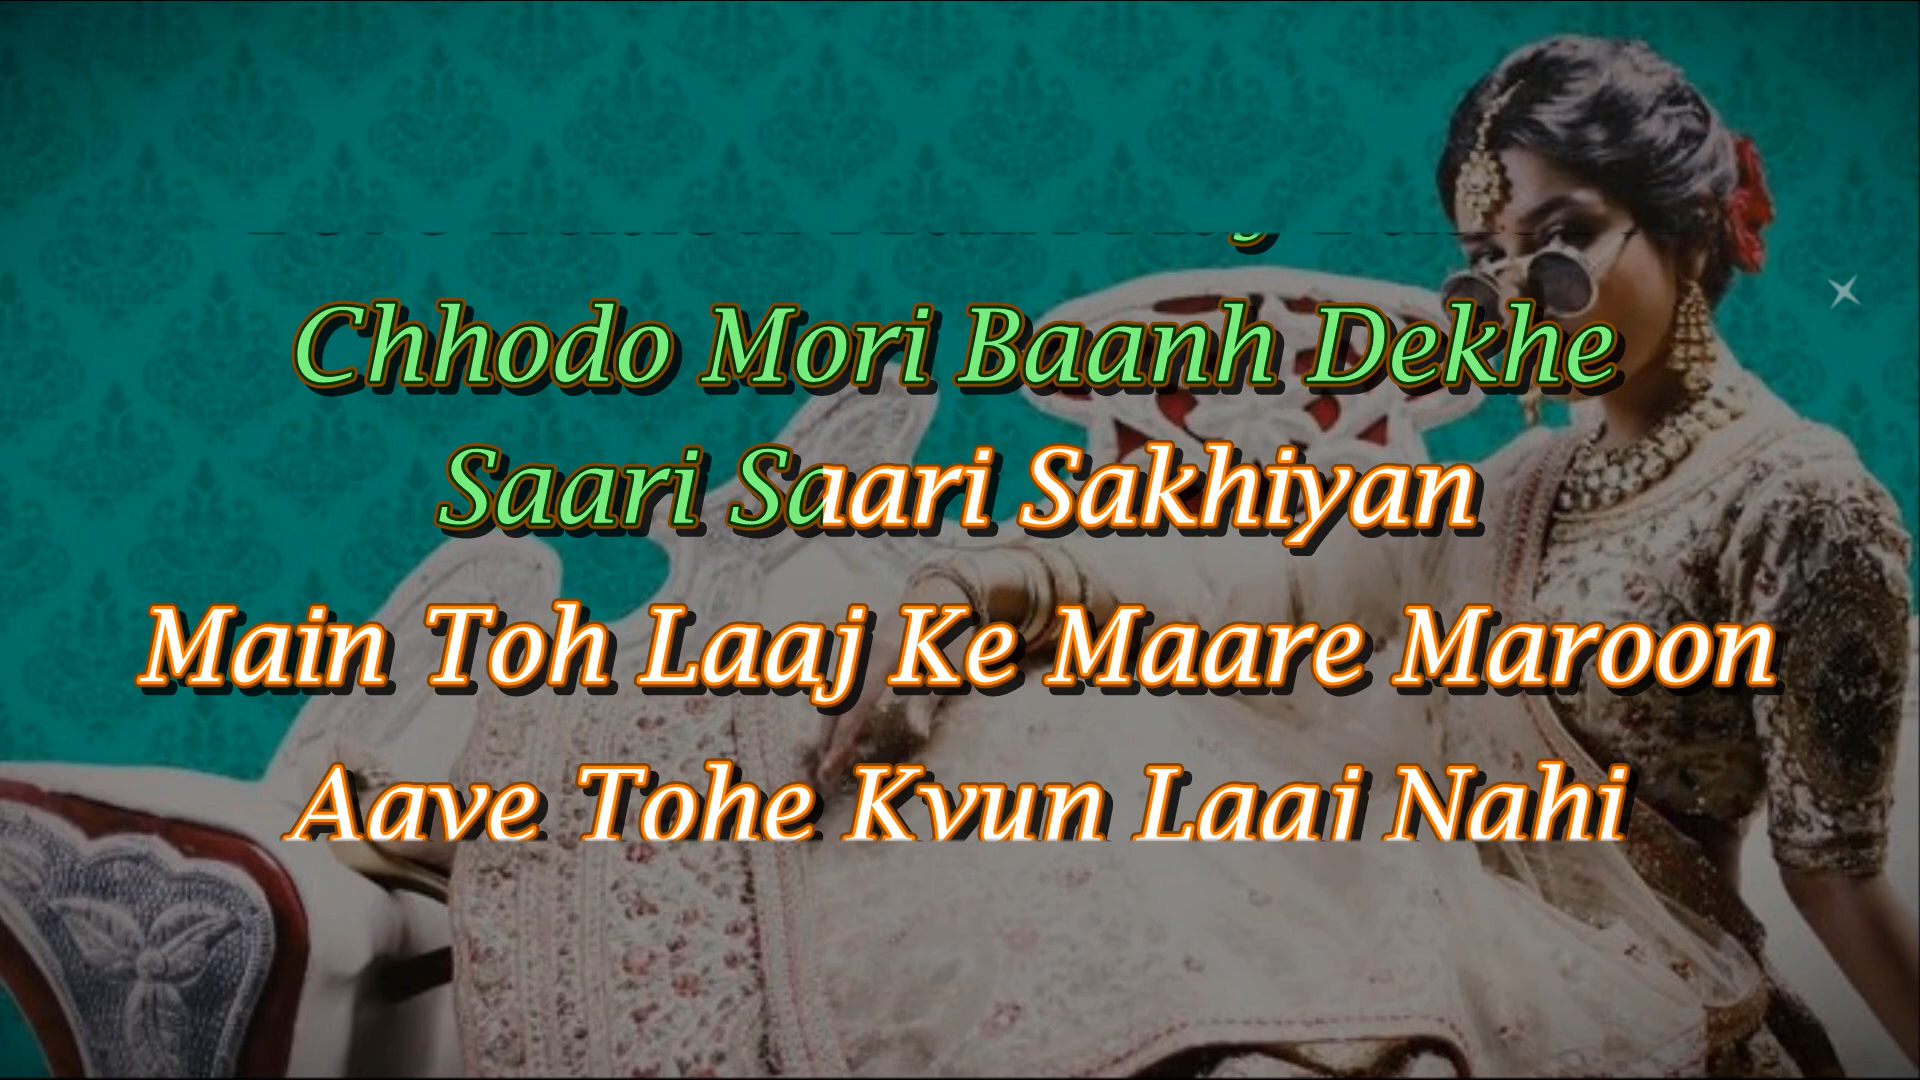 Chhodo Mori Baanh Dekhe
Saari Saari Sakhiyan
Main Toh Laaj Ke Maare Maroon
Aave Tohe Kyun Laaj Nahi